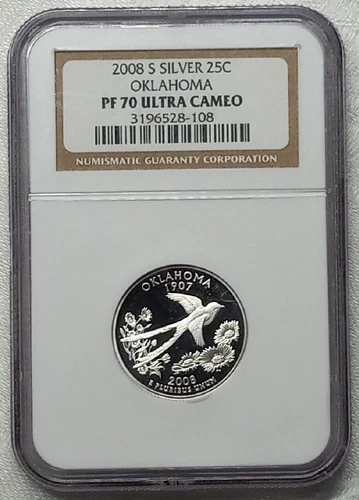 2008 S SILVER 25C
OKLAHOMA
PF 70 ULTRA CAMEO
3196528-108
NUMISMATIC GUARANTY CORPORATION
OKLAHOMA
1907
2008
E PLURIBUS UNUM